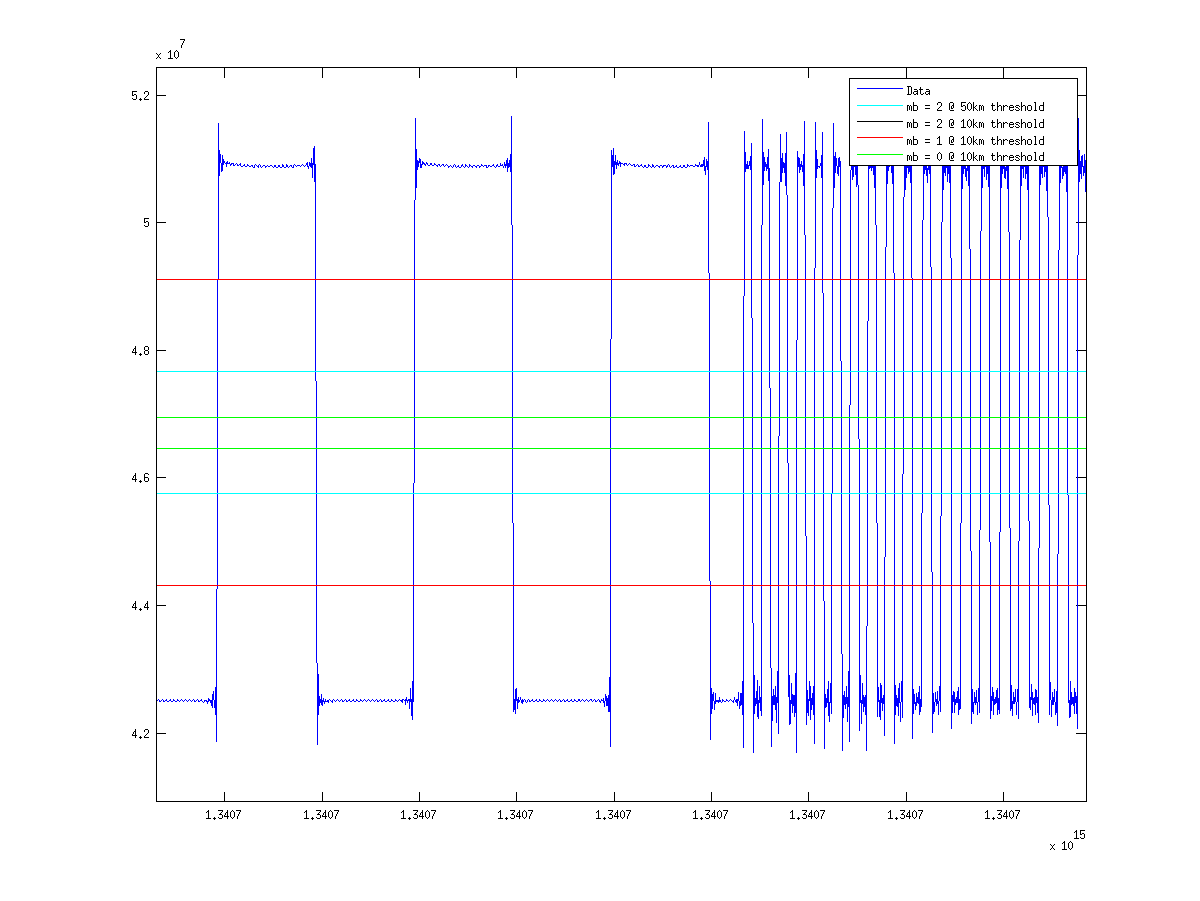 x 10^7
5.2
5
4.8
4.6
4.4
4.2
Data
mb = 2 @ 50km threshold
mb = 2 @ 10km threshold
mb = 1 @ 10km threshold
mb = 0 @ 10km threshold
1.3407 1.3407 1.3407 1.3407 1.3407 1.3407 1.3407 1.3407 1.3407
x 10^15